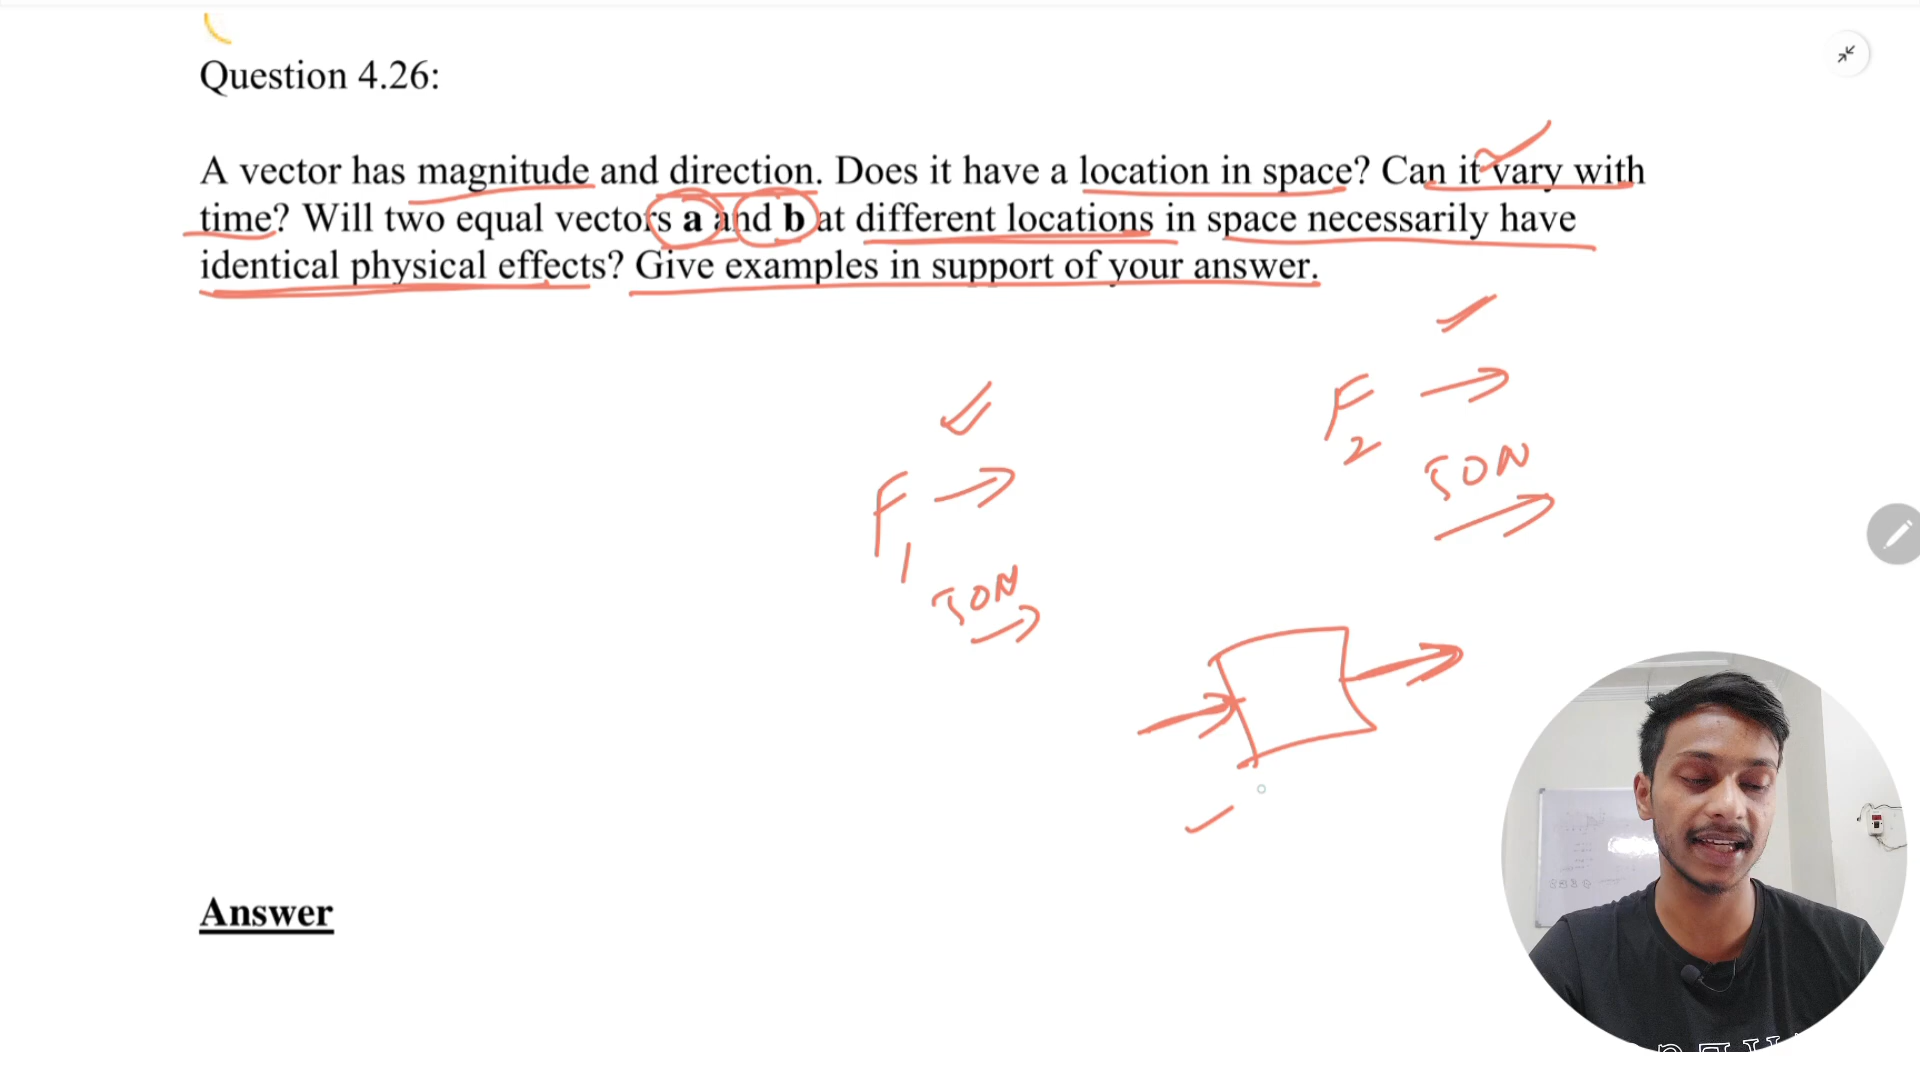 Question 4.26:
A vector has magnitude and direction. Does it have a location in space? Can it vary with
time? Will two equal vectors a and b at different locations in space necessarily have
identical physical effects? Give examples in support of your answer.
F2
F1
Answer